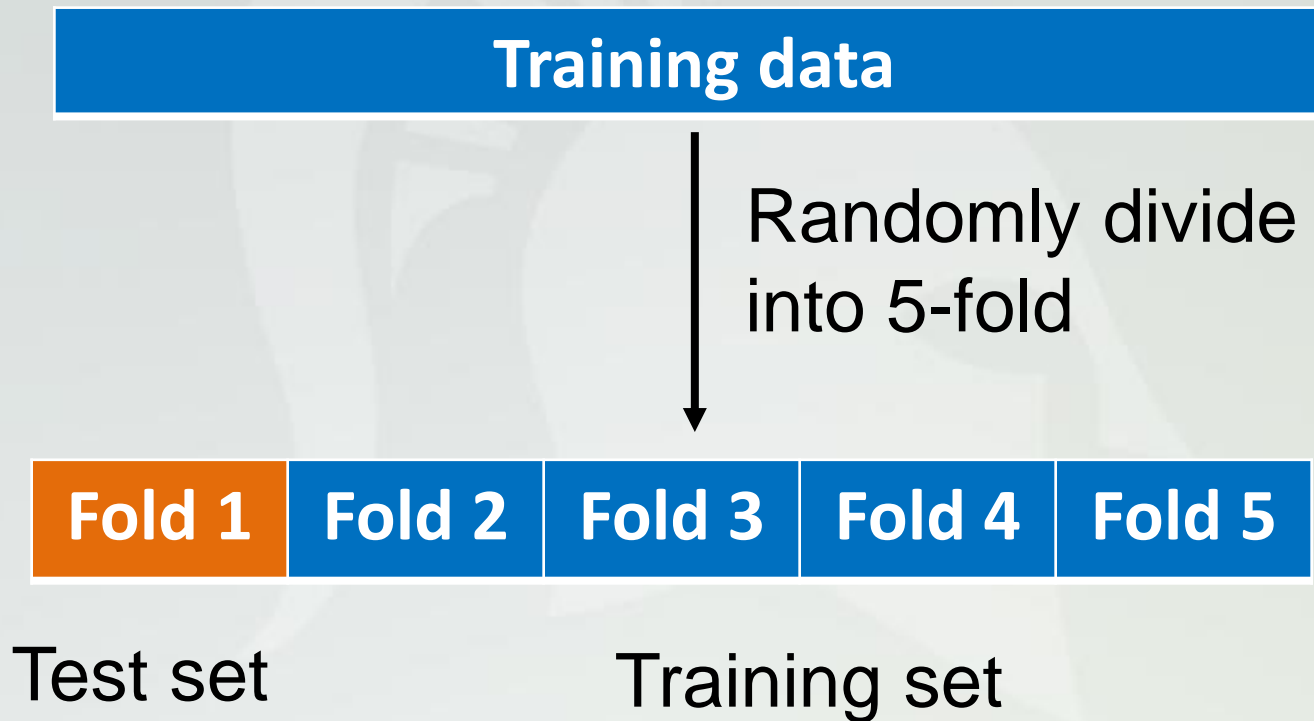 Training data
Randomly divide
into 5-fold
Fold 1 Fold 2 Fold 3 Fold 4 Fold 5
Test set Training set